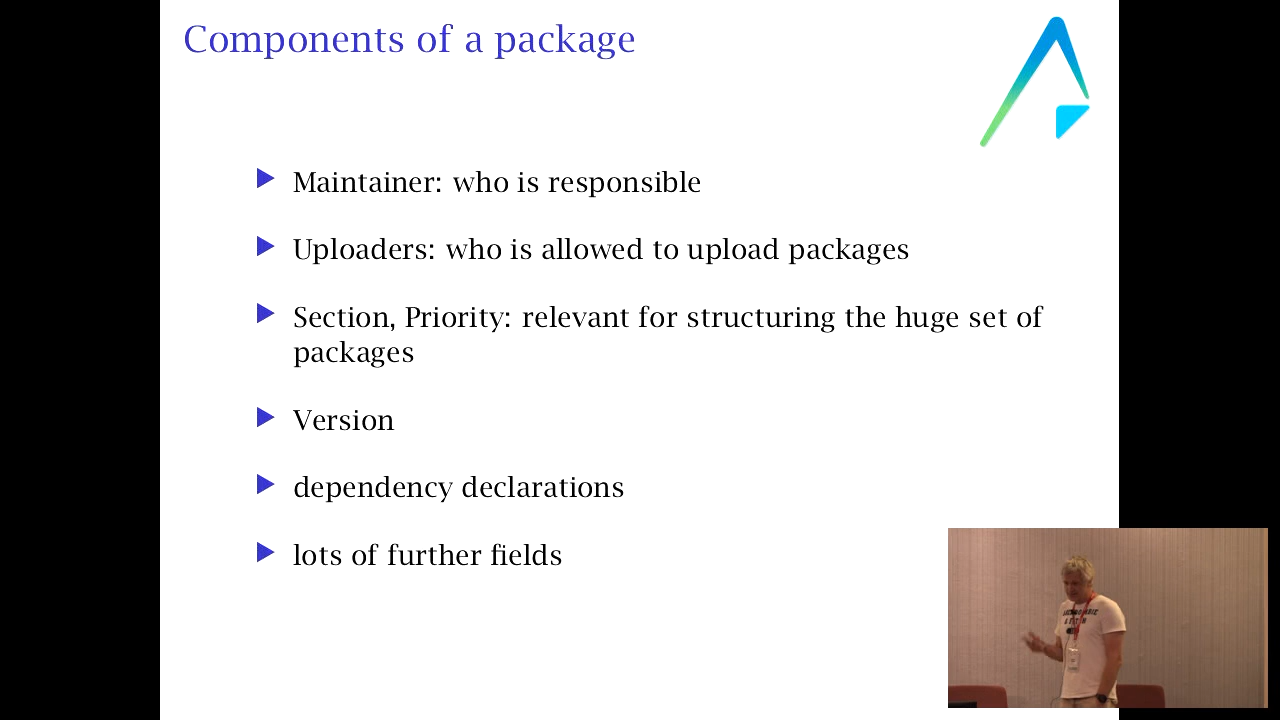 Components of a package
Maintainer: who is responsible
Uploaders: who is allowed to upload packages
Section, Priority: relevant for structuring the huge set of
packages
Version
dependency declarations
lots of further fields